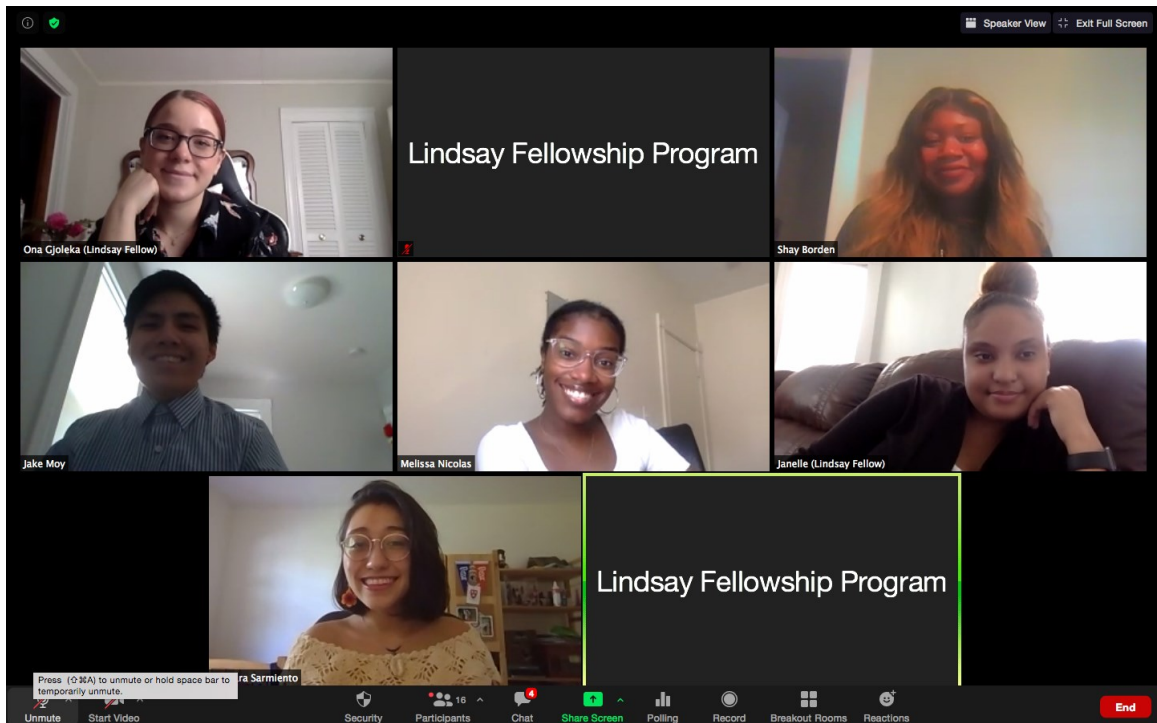 Speaker View
Exit Full Screen
Ona Gjoleka (Lindsay Fellow)
Lindsay Fellowship Program
Shay Borden
Jake Moy
Melissa Nicolas
Janelle (Lindsay Fellow)
ra Sarmiento
Lindsay Fellowship Program
Press (⇧⌘A) to unmute or hold space bar to
temporarily unmute.
Unmute
Start Video
Security
16
Participants
4
Chat
Share Screen
Polling
Record
Breakout Rooms
Reactions
End